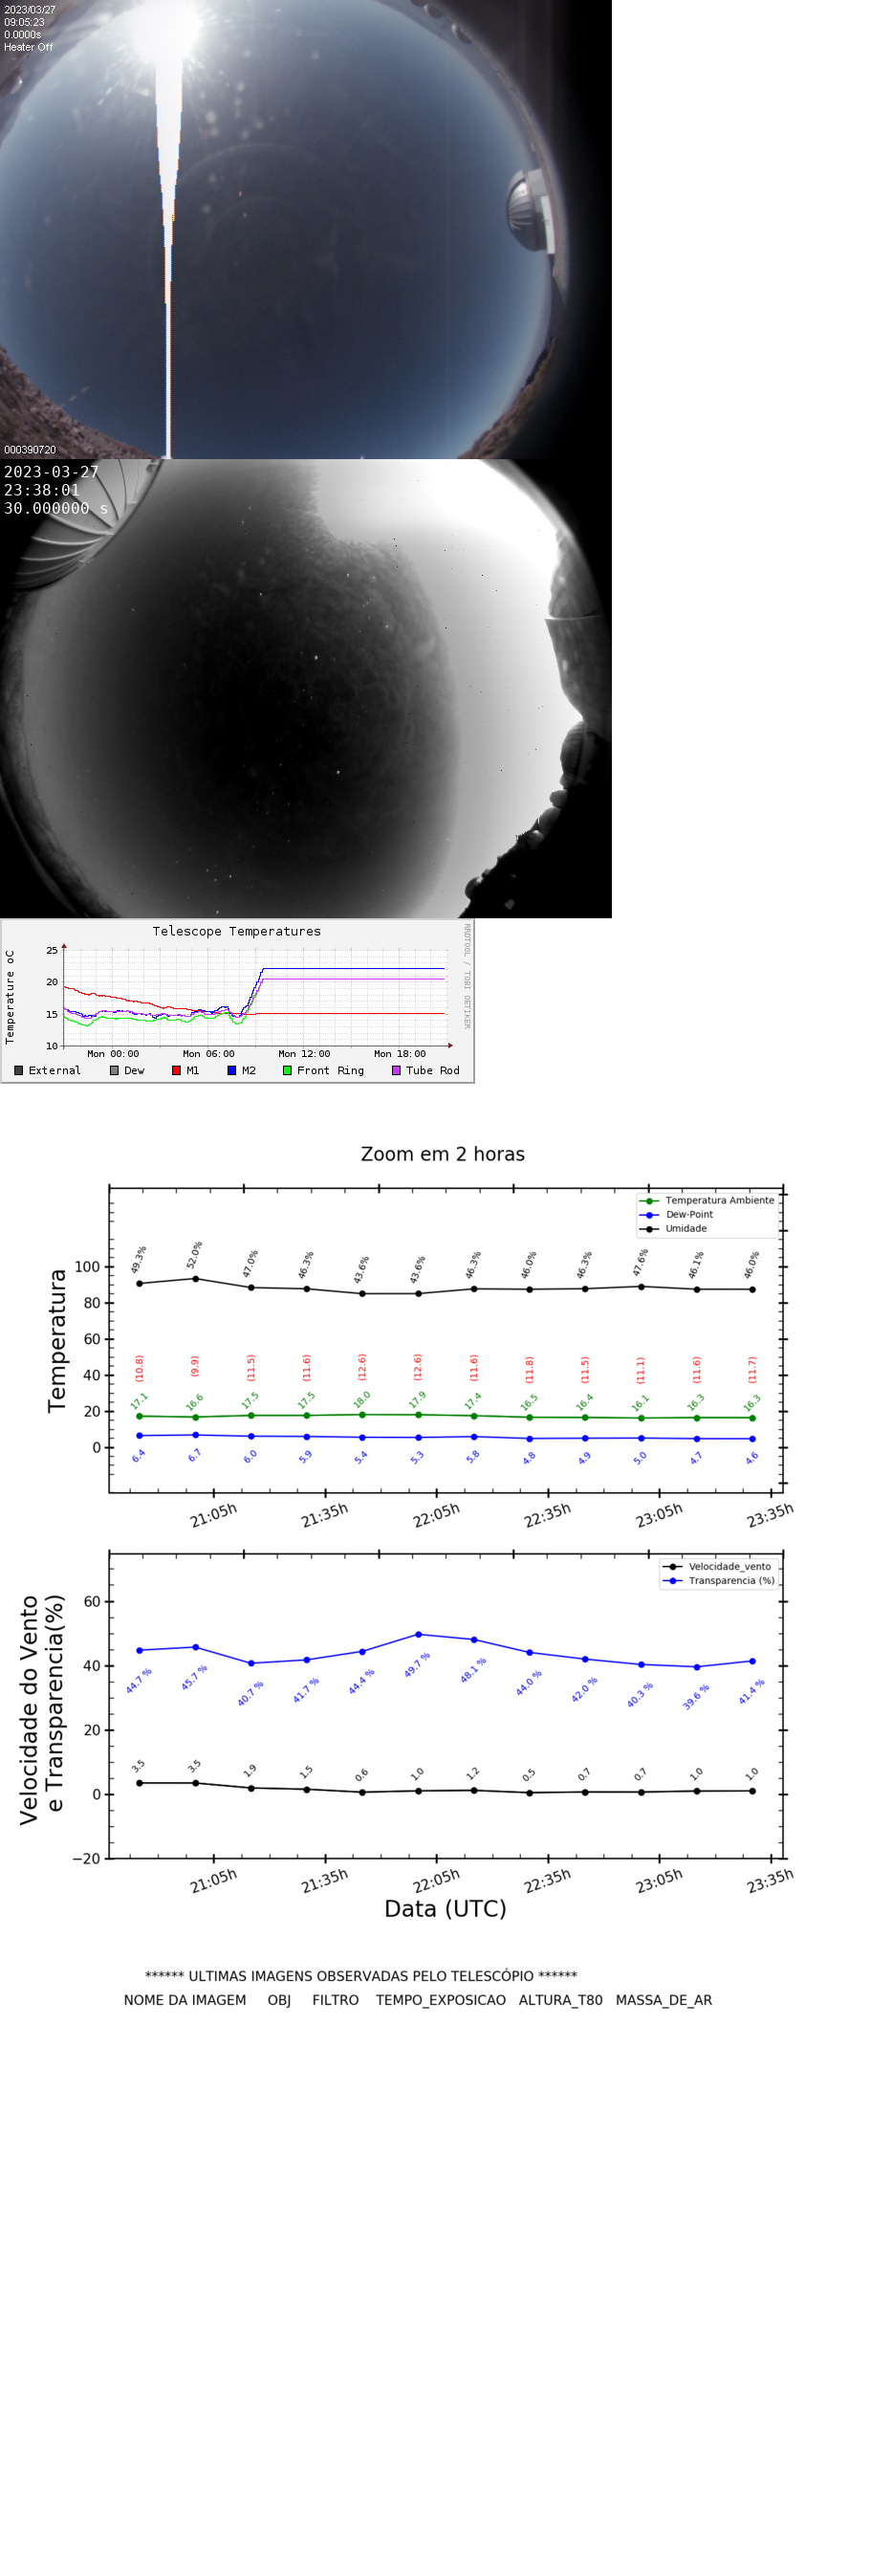 2023/03/27
09:05:23
0.0000s
Heater Off
000390720
2023-03-27
23:38:01
30.000000 s
Telescope Temperatures
RRDTOOL / TOBI OETIKER
Temperature oC
25
20
15
10
Mon 00:00 Mon 06:00 Mon 12:00 Mon 18:00
External Dew M1 M2 Front Ring Tube Rod
Zoom em 2 horas
Temperatura Ambiente
Dew-Point
Umidade
Temperatura
100
80
60
40
20
0
49.3% 52.0% 47.0% 46.3% 43.6% 43.6% 46.3% 46.0% 46.3% 47.6% 46.1% 46.0%
(10.8) (9.9) (11.5) (11.6) (12.6) (12.6) (11.6) (11.8) (11.5) (11.1) (11.6) (11.7)
17.1 16.6 17.5 17.5 18.0 17.9 17.4 16.5 16.4 16.1 16.3 16.3
6.4 6.7 6.0 5.9 5.4 5.3 5.8 4.8 4.9 5.0 4.7 4.6
21:05h 21:35h 22:05h 22:35h 23:05h 23:35h
Velocidade_vento
Transparencia (%)
Velocidade do Vento
e Transparencia(%)
60
40
20
0
−20
44.7 % 45.7 % 40.7 % 41.7 % 44.4 % 49.7 % 48.1 % 44.0 % 42.0 % 40.3 % 39.6 % 41.4 %
3.5 3.5 1.9 1.5 0.6 1.0 1.2 0.5 0.7 0.7 1.0 1.0
21:05h 21:35h 22:05h 22:35h 23:05h 23:35h
Data (UTC)
****** ULTIMAS IMAGENS OBSERVADAS PELO TELESCÓPIO ******
NOME DA IMAGEM OBJ FILTRO TEMPO_EXPOSICAO ALTURA_T80 MASSA_DE_AR